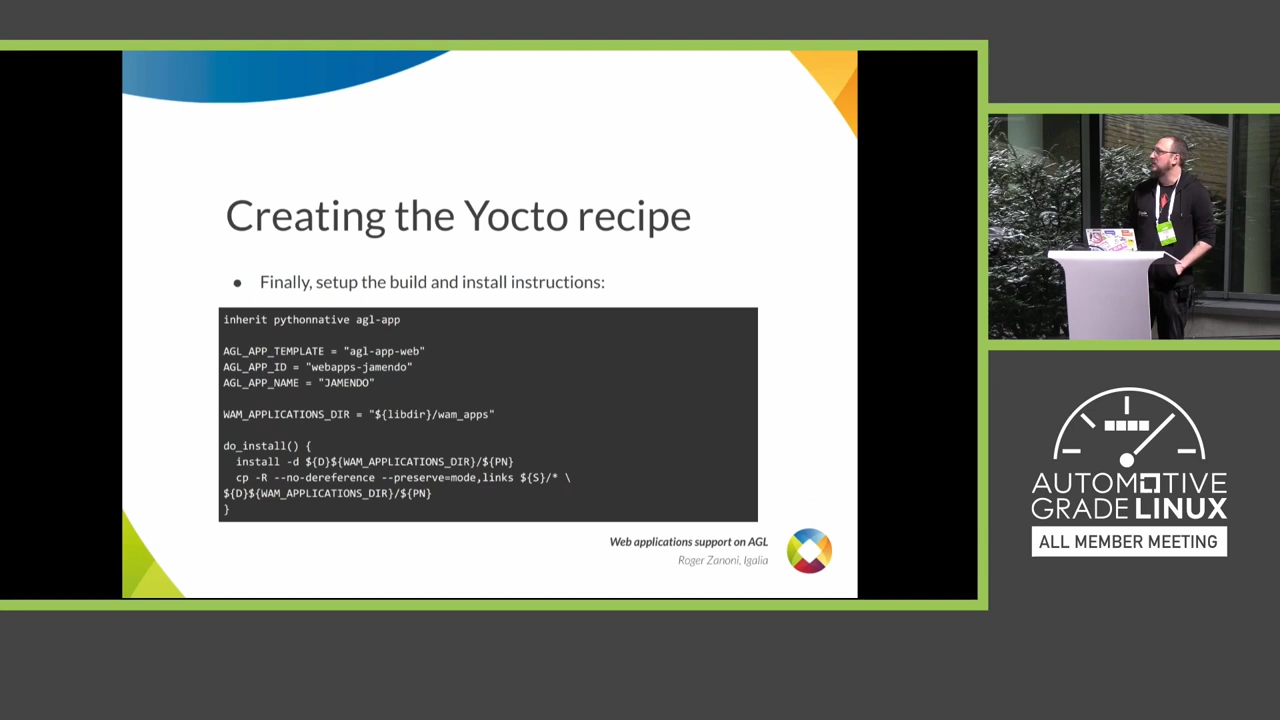 Creating the Yocto recipe
● Finally, setup the build and install instructions:
inherit pythonnative agl-app
AGL_APP_TEMPLATE = "agl-app-web"
AGL_APP_ID = "webapps-jamendo"
AGL_APP_NAME = "JAMENDO"
WAM_APPLICATIONS_DIR = "${libdir}/wam_apps"
do_install() {
install -d ${D}${WAM_APPLICATIONS_DIR}/${PN}
cp -R --no-dereference --preserve=mode,links ${S}/* \
${D}${WAM_APPLICATIONS_DIR}/${PN}
}
Web applications support on AGL
Roger Zanoni, Igalia
AUTOMOTIVE
GRADE LINUX
ALL MEMBER MEETING